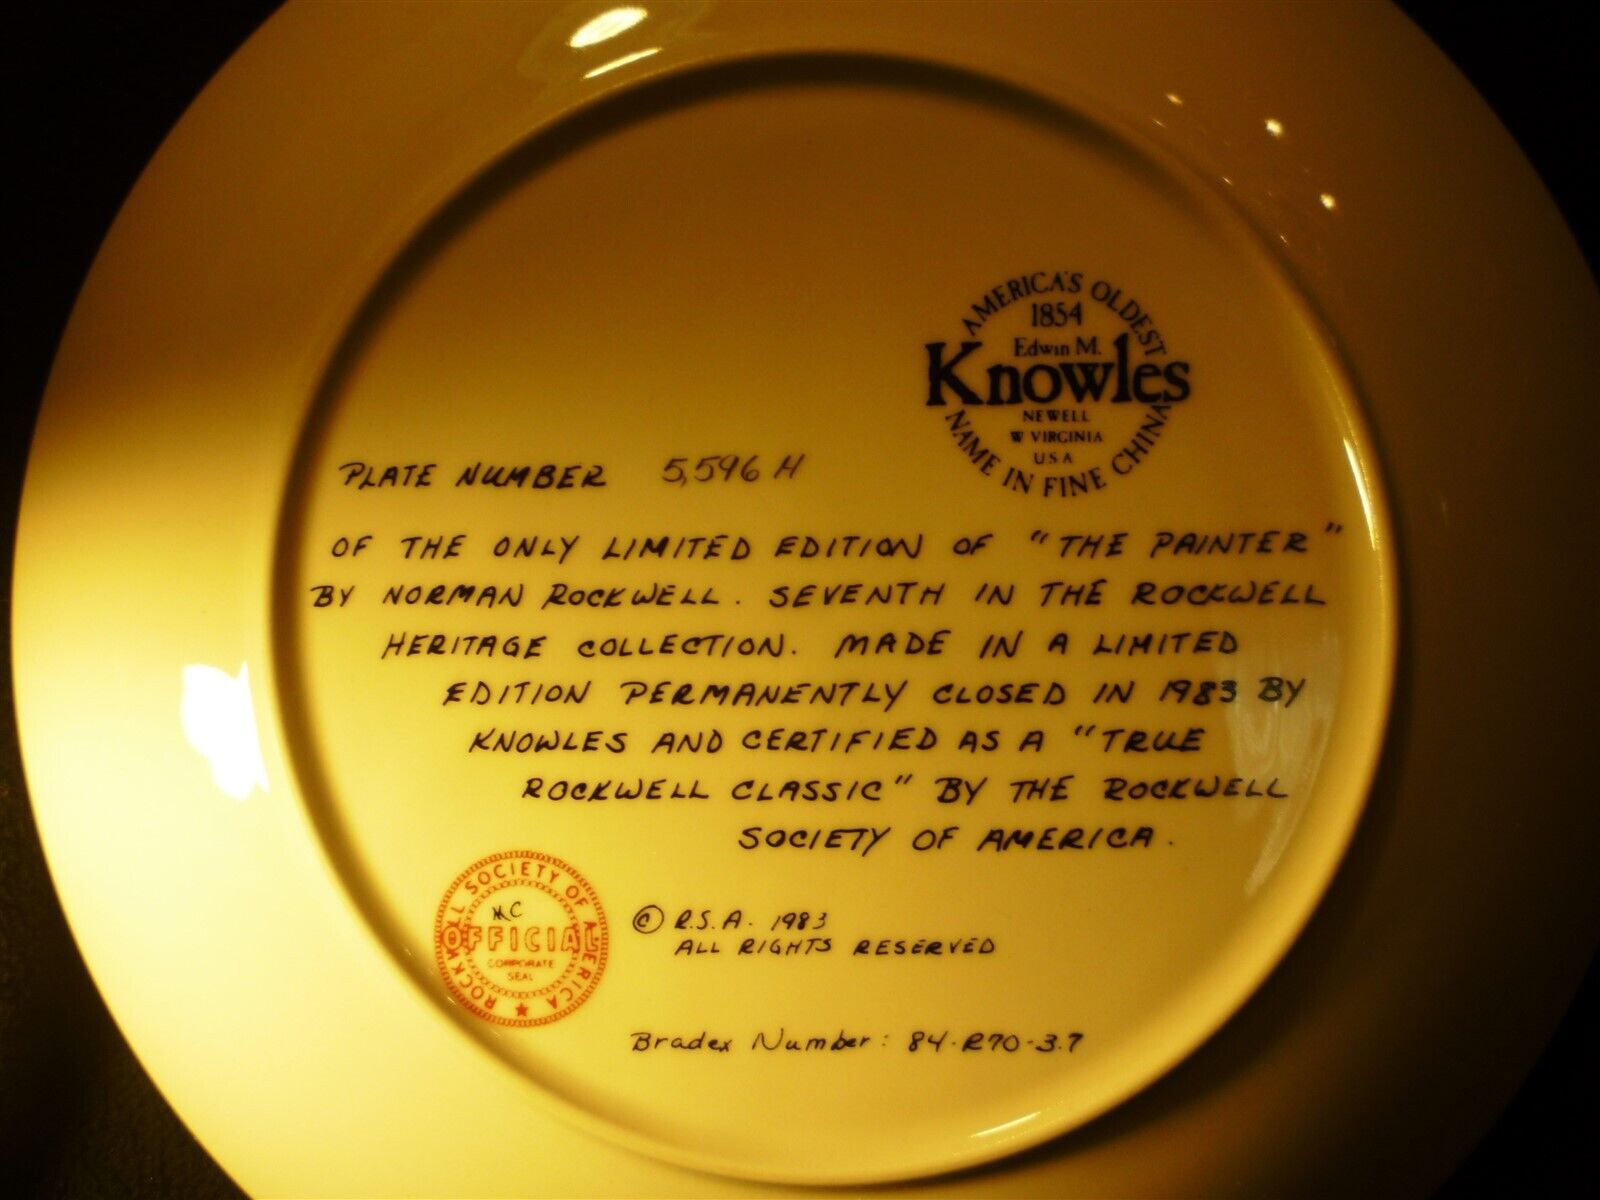 AMERICA'S OLDEST
1854
Edwin M.
Knowles
NEWELL
W VIRGINIA
U.S.A
NAME IN FINE CHINA
PLATE NUMBER 5,596 H
OF THE ONLY LIMITED EDITION OF "THE PAINTER"
BY NORMAN ROCKWELL. SEVENTH IN THE ROCKWELL
HERITAGE COLLECTION. MADE IN A LIMITED
EDITION PERMANENTLY CLOSED IN 1983 BY
KNOWLES AND CERTIFIED AS A "TRUE
ROCKWELL CLASSIC" BY THE ROCKWELL
SOCIETY OF AMERICA.
ROCKWELL SOCIETY OF AMERICA
MC
OFFICIAL
CORPORATE
SEAL
© R.S.A. 1983
ALL RIGHTS RESERVED
Bradex Number: 84-R70-3.7